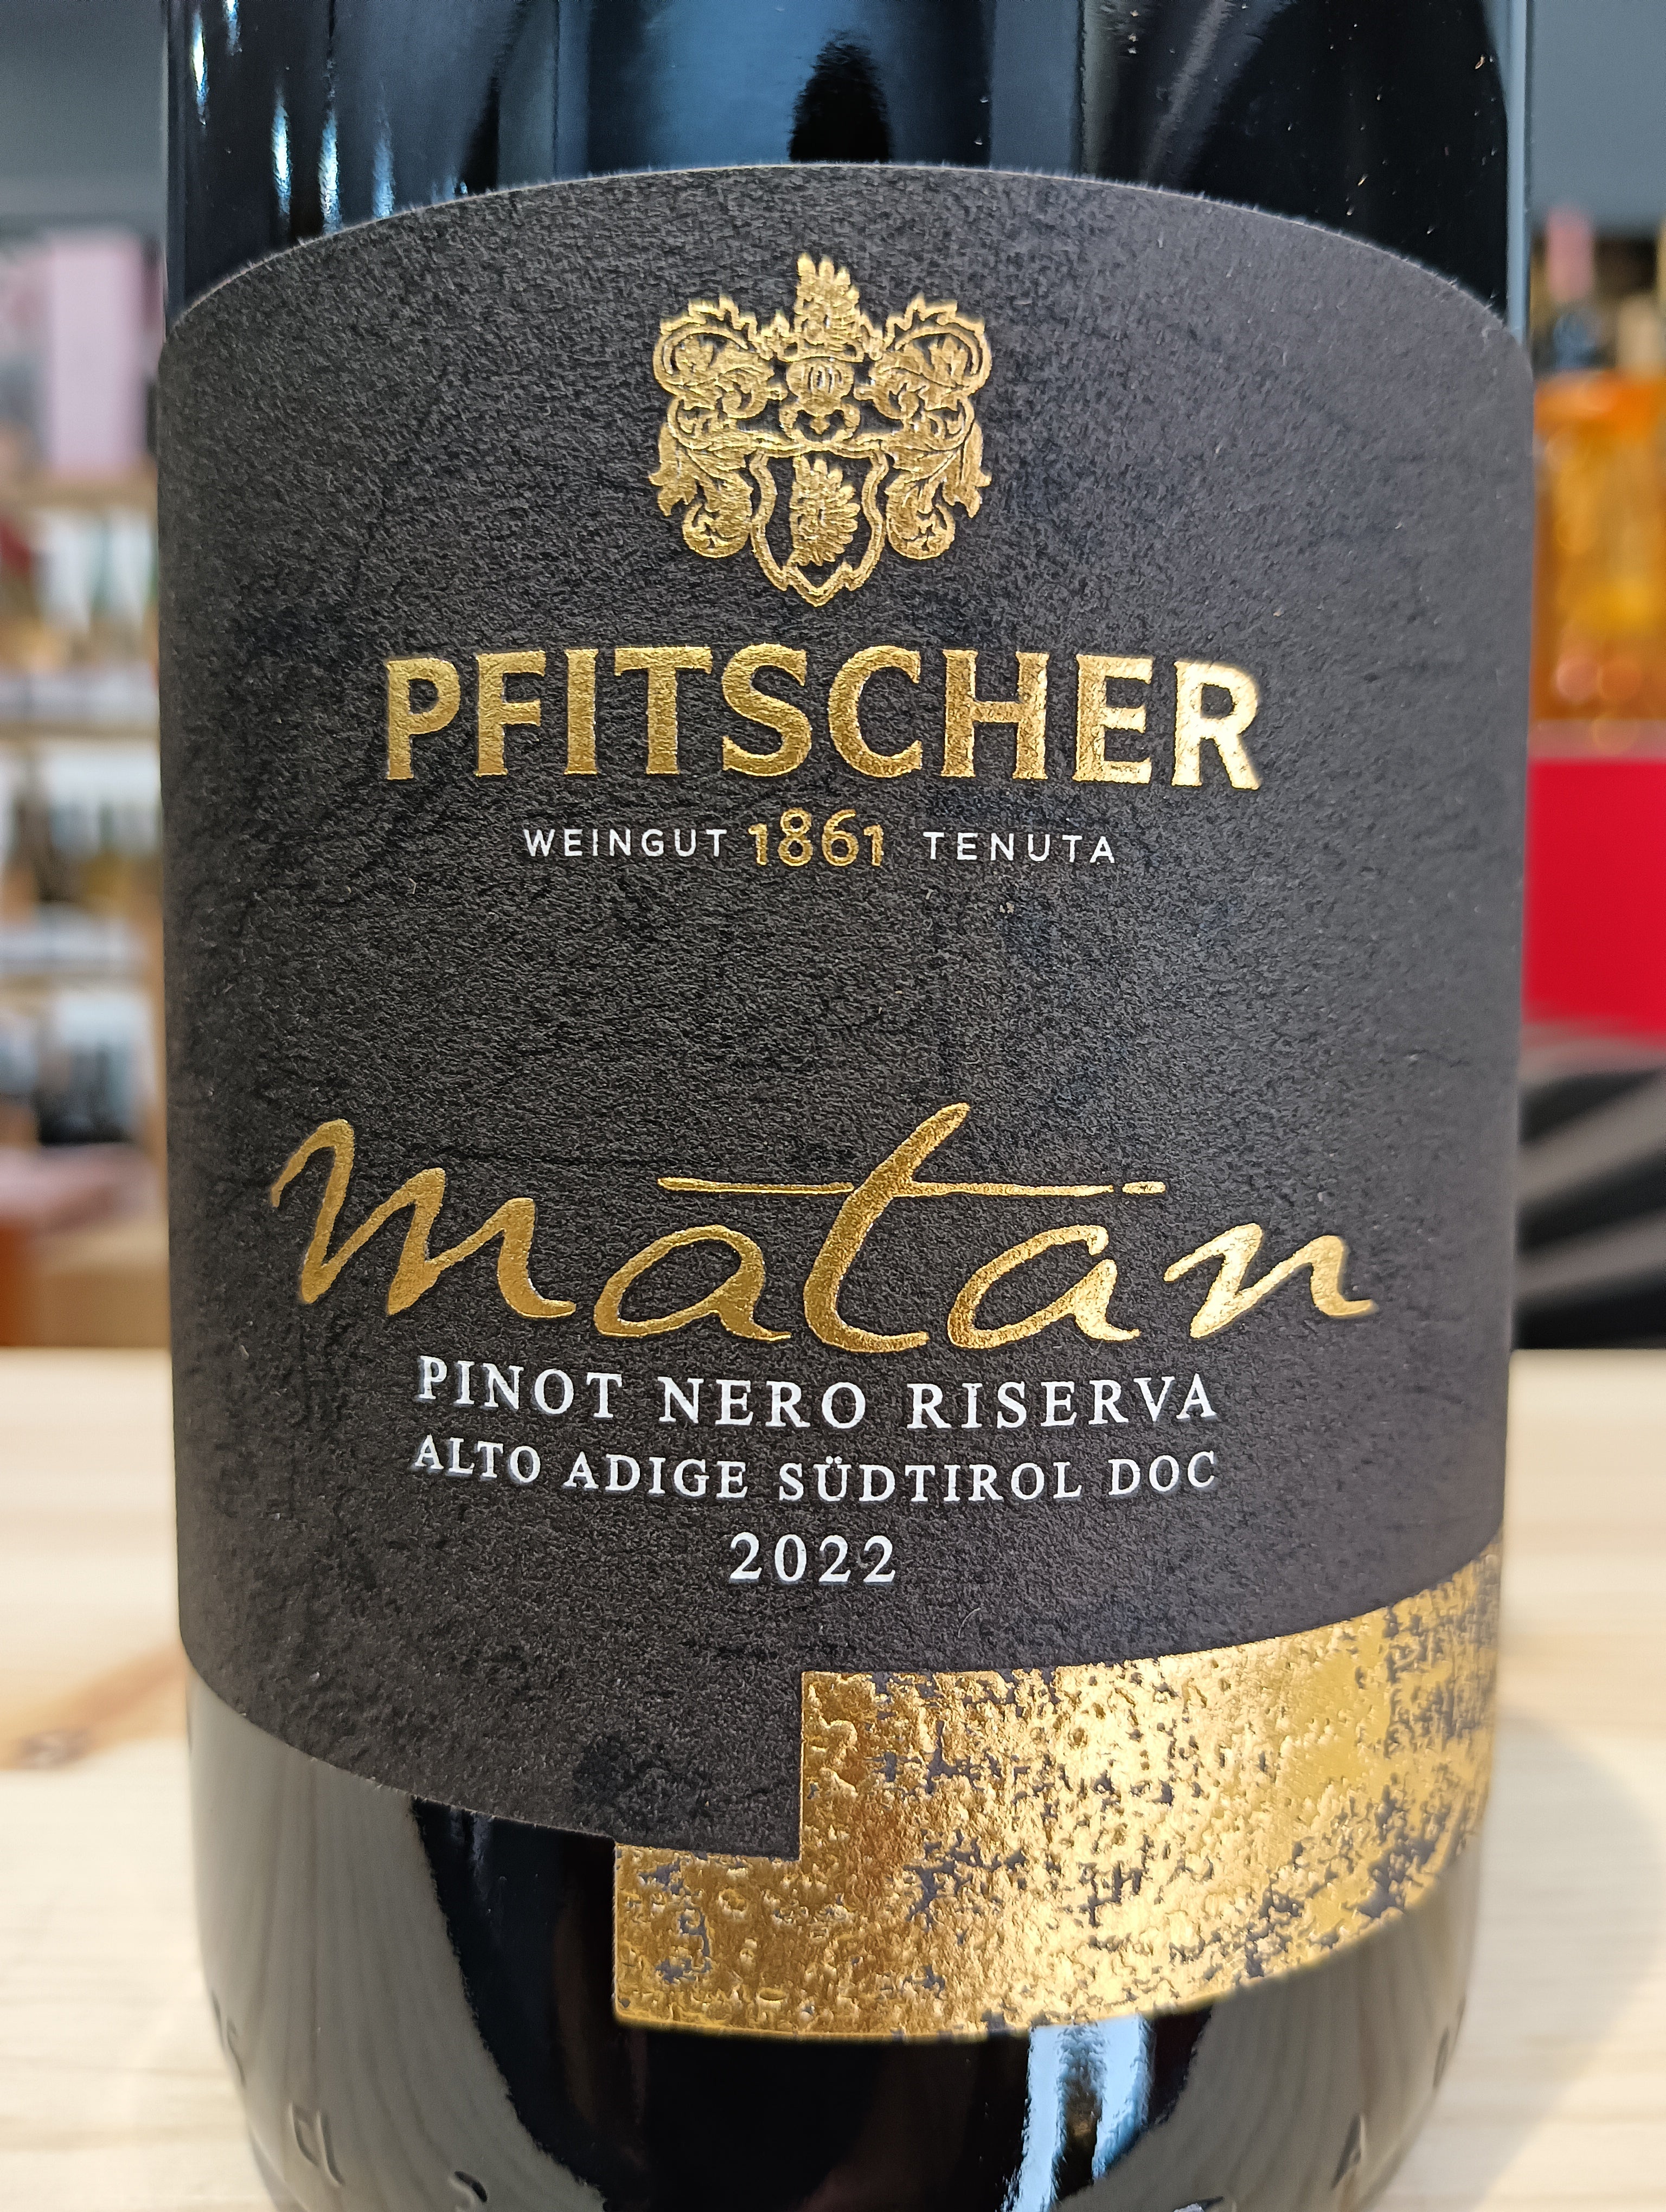 PFITSCHER
WEINGUT 1861 TENUTA
matan
PINOT NERO RISERVA
ALTO ADIGE SÜDTIROL DOC
2022